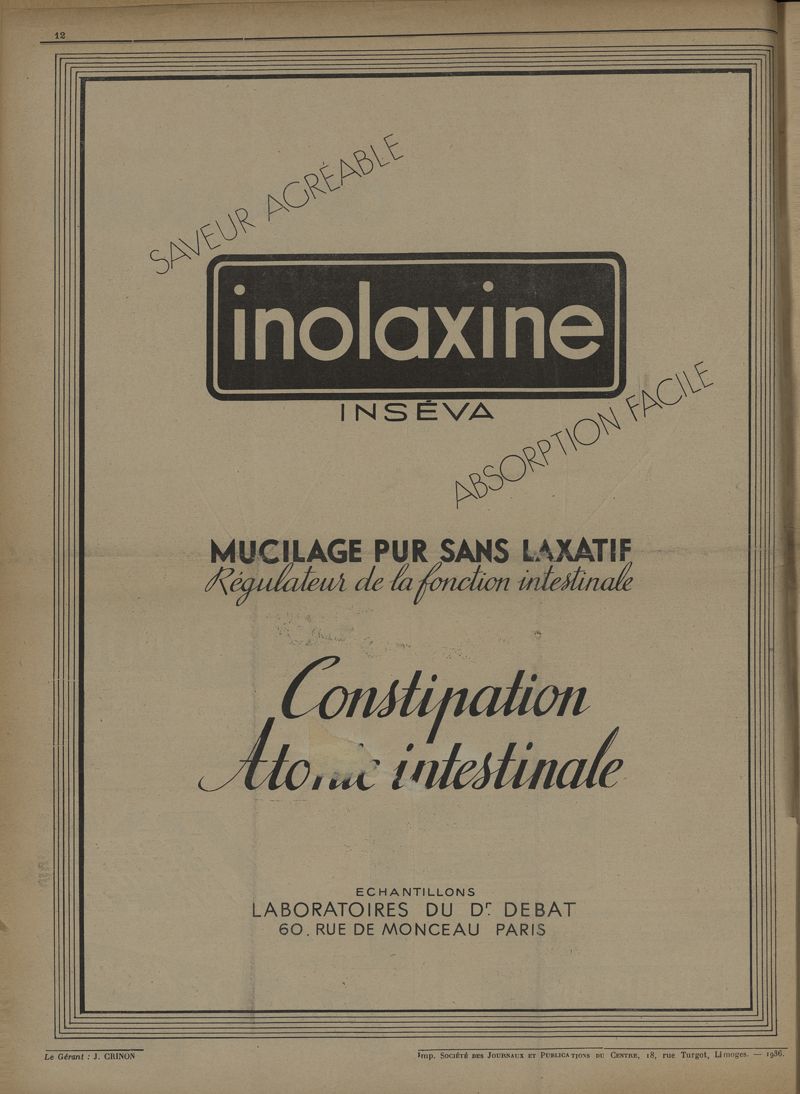 12
SAVEUR AGRÉABLE
inolaxine
INSÉVA
ABSORPTION FACILE
MUCILAGE PUR SANS LAXATIF
Régulateur de la fonction intestinale
Constipation
Atonie intestinale
ECHANTILLONS
LABORATOIRES DU Dr DEBAT
60. RUE DE MONCEAU PARIS
Le Gérant : J. CRINON
Imp. Société des Journaux et Publications du Centre, 18, rue Turgot, Limoges. — 1936.